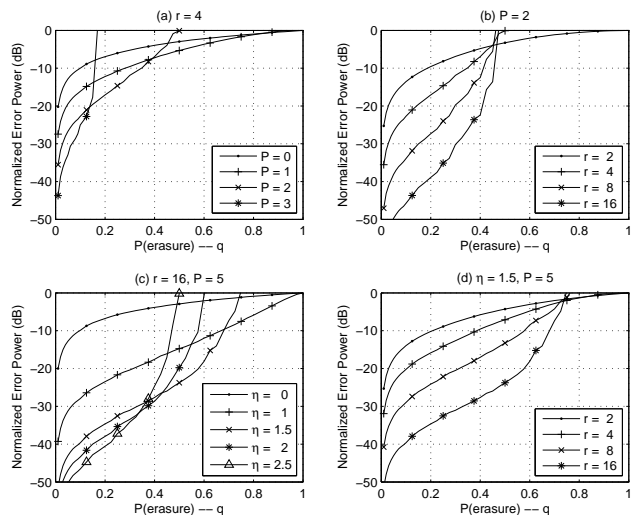 (a) r = 4
Normalized Error Power (dB)
0
−10
−20
−30
−40
−50
0 0.2 0.4 0.6 0.8 1
P(erasure) −− q
P = 0
P = 1
P = 2
P = 3
(b) P = 2
Normalized Error Power (dB)
0
−10
−20
−30
−40
−50
0 0.2 0.4 0.6 0.8 1
P(erasure) −− q
r = 2
r = 4
r = 8
r = 16
(c) r = 16, P = 5
Normalized Error Power (dB)
0
−10
−20
−30
−40
−50
0 0.2 0.4 0.6 0.8 1
P(erasure) −− q
η = 0
η = 1
η = 1.5
η = 2
η = 2.5
(d) η = 1.5, P = 5
Normalized Error Power (dB)
0
−10
−20
−30
−40
−50
0 0.2 0.4 0.6 0.8 1
P(erasure) −− q
r = 2
r = 4
r = 8
r = 16